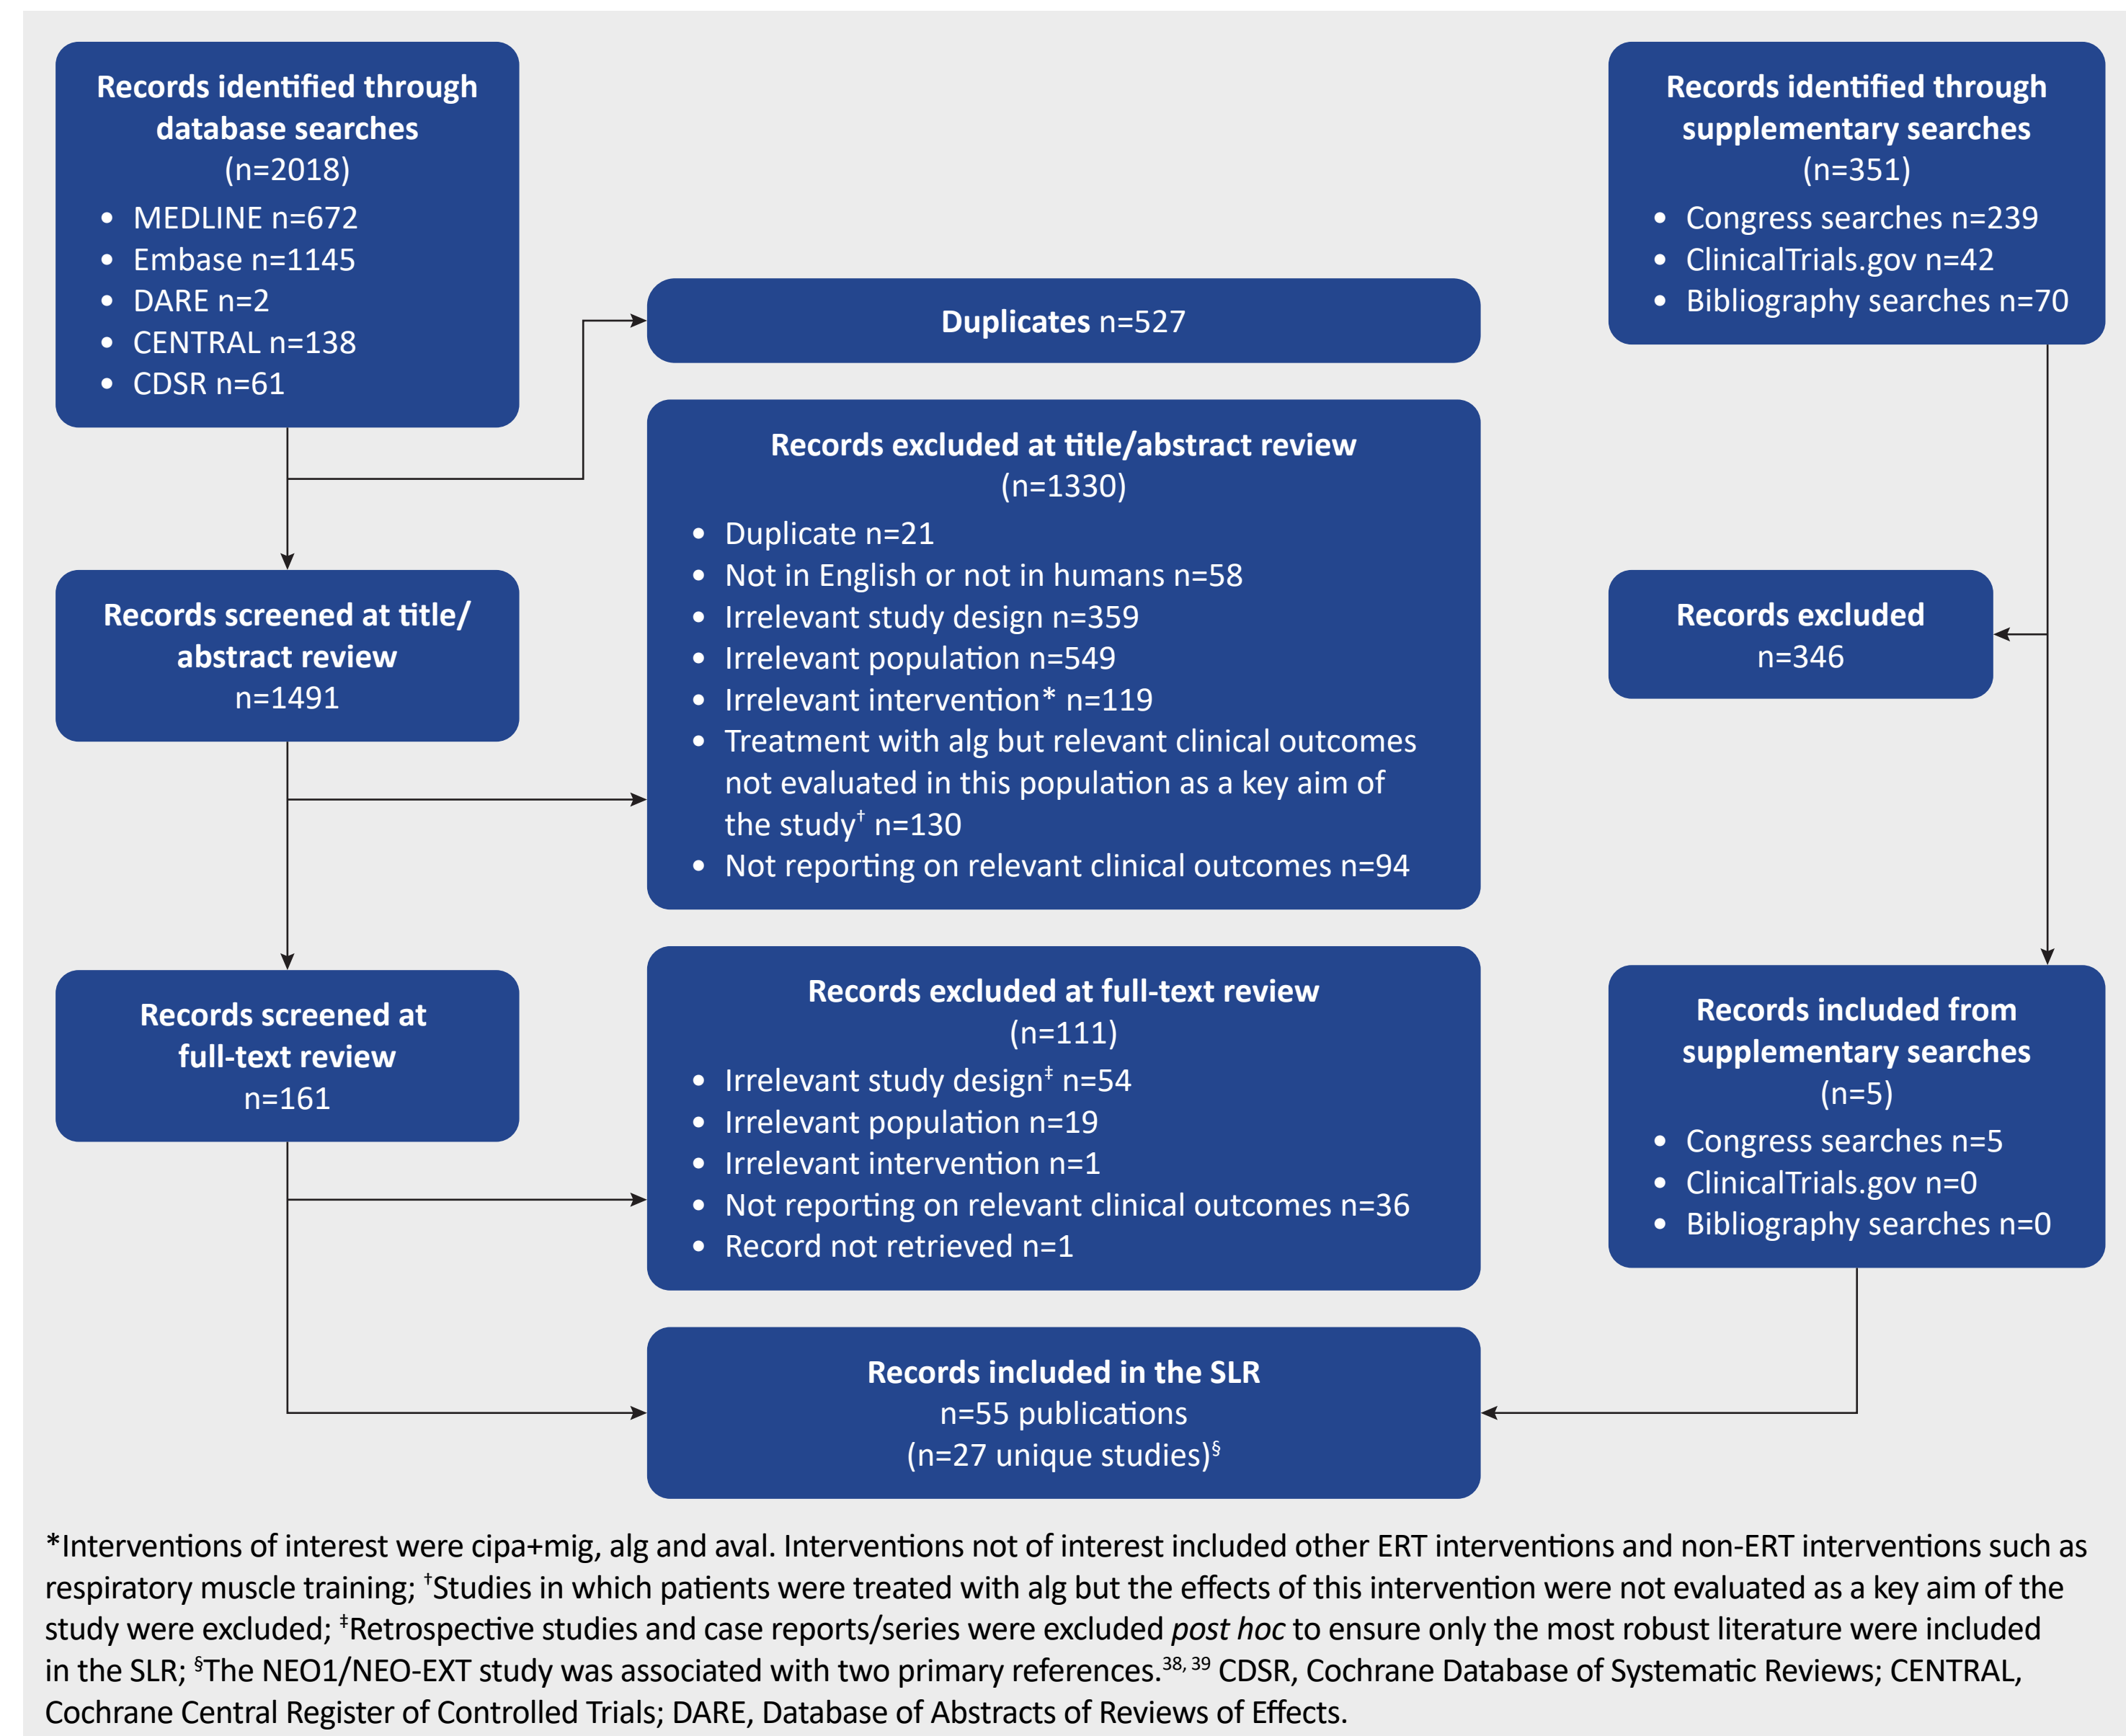 Records identified through
database searches
(n=2018)
• MEDLINE n=672
• Embase n=1145
• DARE n=2
• CENTRAL n=138
• CDSR n=61
Records identified through
supplementary searches
(n=351)
• Congress searches n=239
• ClinicalTrials.gov n=42
• Bibliography searches n=70
Duplicates n=527
Records screened at title/
abstract review
n=1491
Records excluded at title/abstract review
(n=1330)
• Duplicate n=21
• Not in English or not in humans n=58
• Irrelevant study design n=359
• Irrelevant population n=549
• Irrelevant intervention* n=119
• Treatment with alg but relevant clinical outcomes
not evaluated in this population as a key aim of
the study† n=130
• Not reporting on relevant clinical outcomes n=94
Records excluded
n=346
Records screened at
full-text review
n=161
Records excluded at full-text review
(n=111)
• Irrelevant study design‡ n=54
• Irrelevant population n=19
• Irrelevant intervention n=1
• Not reporting on relevant clinical outcomes n=36
• Record not retrieved n=1
Records included from
supplementary searches
(n=5)
• Congress searches n=5
• ClinicalTrials.gov n=0
• Bibliography searches n=0
Records included in the SLR
n=55 publications
(n=27 unique studies)§
*Interventions of interest were cipa+mig, alg and aval. Interventions not of interest included other ERT interventions and non-ERT interventions such as
respiratory muscle training; †Studies in which patients were treated with alg but the effects of this intervention were not evaluated as a key aim of the
study were excluded; ‡Retrospective studies and case reports/series were excluded post hoc to ensure only the most robust literature were included
in the SLR; §The NEO1/NEO-EXT study was associated with two primary references.38, 39 CDSR, Cochrane Database of Systematic Reviews; CENTRAL,
Cochrane Central Register of Controlled Trials; DARE, Database of Abstracts of Reviews of Effects.